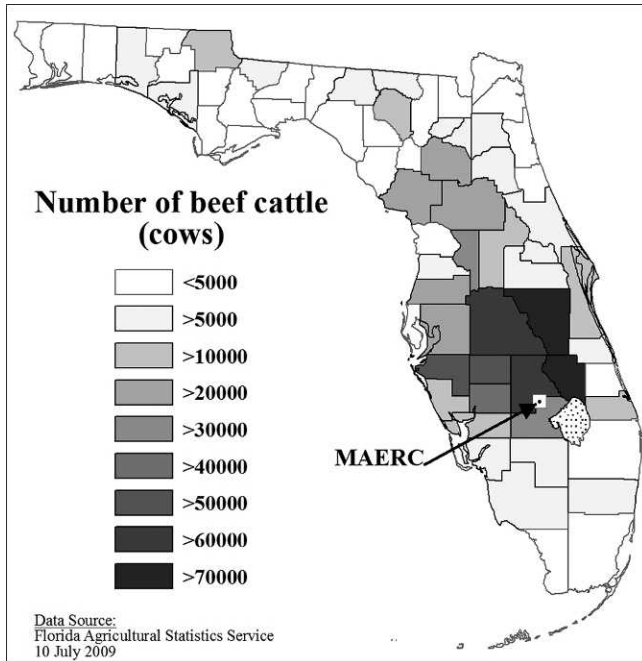 Number of beef cattle
(cows)
<5000
>5000
>10000
>20000
>30000
>40000
>50000
>60000
>70000
MAERC
Data Source:
Florida Agricultural Statistics Service
10 July 2009